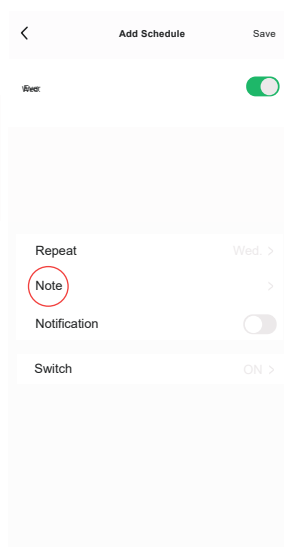 Add Schedule Save
Repeat Wed. >
Note >
Notification
Switch ON >